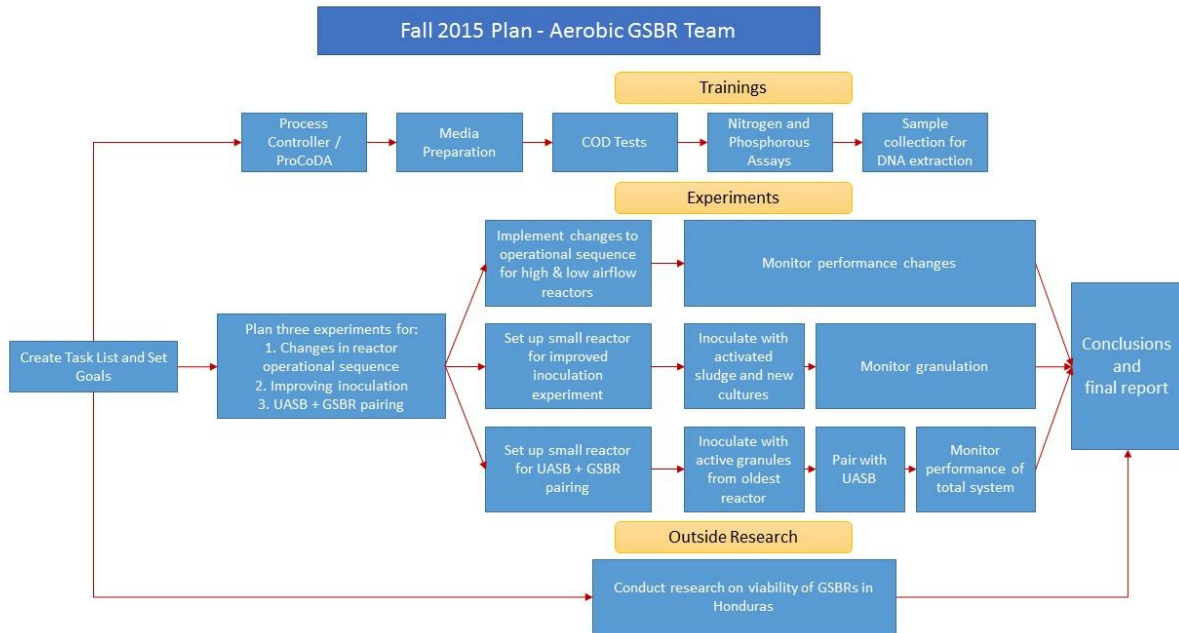 Fall 2015 Plan - Aerobic GSBR Team
Trainings
Process
Controller /
ProCoDA
Media
Preparation
COD Tests
Nitrogen and
Phosphorous
Assays
Sample
collection for
DNA extraction
Experiments
Implement changes to
operational sequence
for high & low airflow
reactors
Monitor performance changes
Create Task List and Set
Goals
Plan three experiments for:
1. Changes in reactor
operational sequence
2. Improving inoculation
3. UASB + GSBR pairing
Set up small reactor
for improved
inoculation
experiment
Inoculate with
activated
sludge and new
cultures
Monitor granulation
Conclusions
and
final report
Set up small reactor
for UASB + GSBR
pairing
Inoculate with
active granules
from oldest
reactor
Pair with
UASB
Monitor
performance of
total system
Outside Research
Conduct research on viability of GSBRs in
Honduras